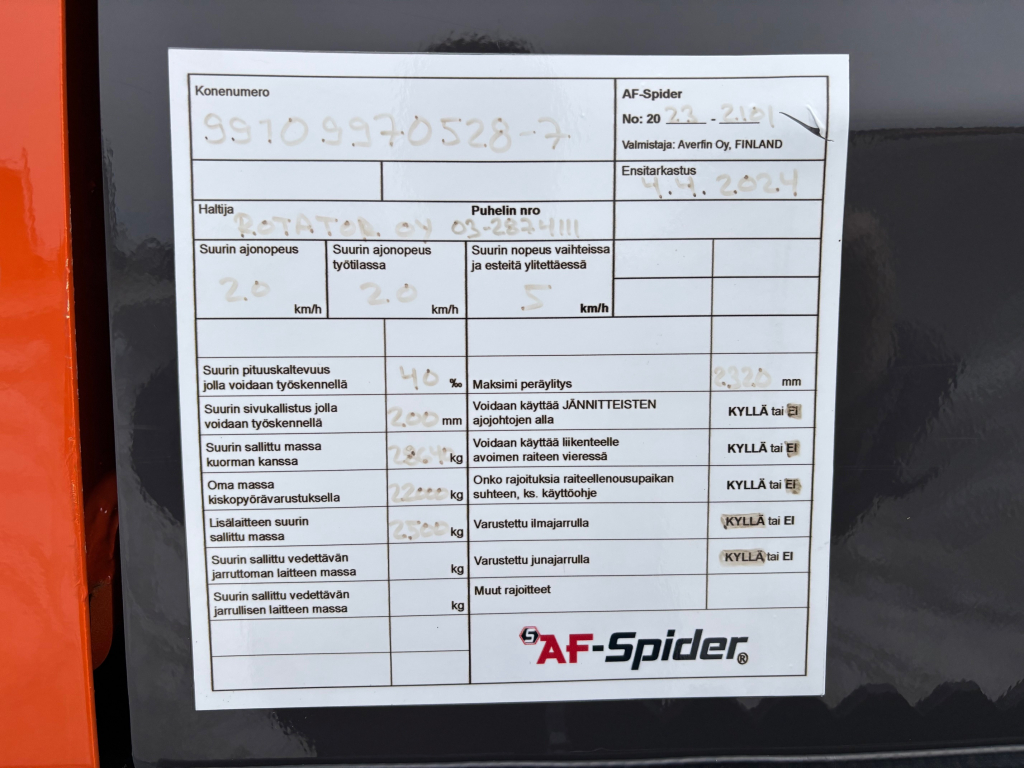 Konenumero
99109970528-7
AF-Spider
No: 2023 - 2101
Valmistaja: Averfin Oy, FINLAND
Ensitarkastus
4.4.2024
Haltija
ROTATOR OY
Puhelin nro
03-2874111
Suurin ajonopeus
20
km/h
Suurin ajonopeus
työtilassa
20
km/h
Suurin nopeus vaihteissa
ja esteitä ylitettäessä
5
km/h
Suurin pituuskaltevuus
jolla voidaan työskennellä
40 ‰
Maksimi peräylitys
2320 mm
Suurin sivukallistus jolla
voidaan työskennellä
200 mm
Voidaan käyttää JÄNNITTEISTEN
ajojohtojen alla
KYLLÄ tai EI
Suurin sallittu massa
kuorman kanssa
28640 kg
Voidaan käyttää liikenteelle
avoimen raiteen vieressä
KYLLÄ tai EI
Oma massa
kiskopyörävarustuksella
22000 kg
Onko rajoituksia raiteellenousupaikan
suhteen, ks. käyttöohje
KYLLÄ tai EI
Lisälaitteen suurin
sallittu massa
2500 kg
Varustettu ilmajarrulla
KYLLÄ tai EI
Suurin sallittu vedettävän
jarruttoman laitteen massa
kg
Varustettu junajarrulla
KYLLÄ tai EI
Suurin sallittu vedettävän
jarrullisen laitteen massa
kg
Muut rajoitteet
S AF-Spider®